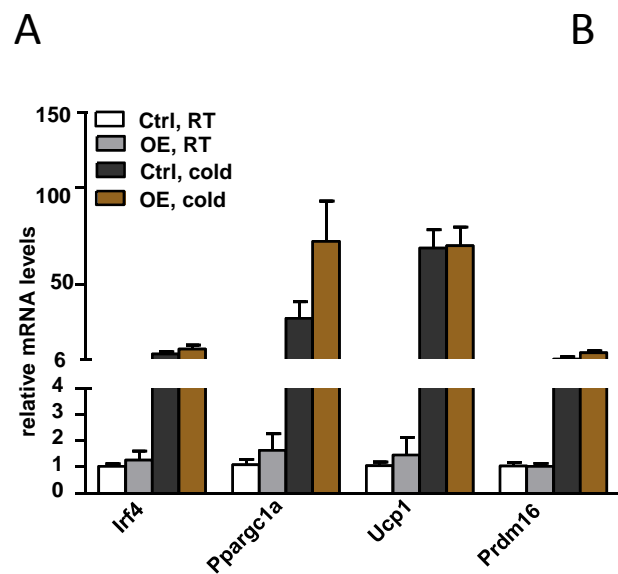 A
B
150
Ctrl, RT
OE, RT
Ctrl, cold
100
OE, cold
relative mRNA levels
50
6
4
3
2
1
0
Irf4
Ppargc1a
Ucp1
Prdm16